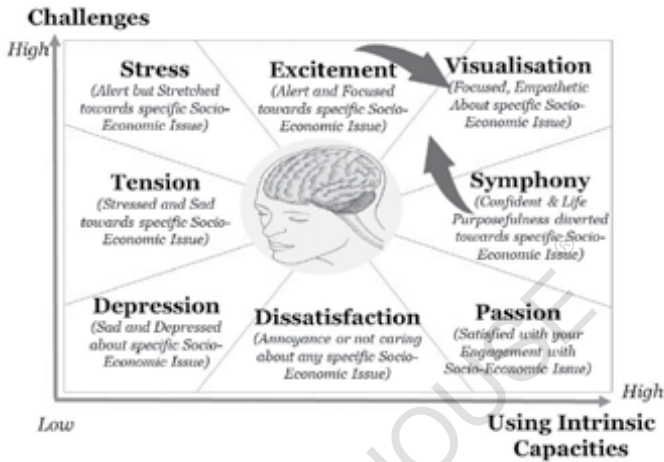 Challenges
High
Stress
(Alert but Stretched
towards specific Socio-
Economic Issue)
Excitement
(Alert and Focused
towards specific Socio-
Economic Issue)
Visualisation
(Focused, Empathetic
About specific Socio-
Economic Issue)
Tension
(Stressed and Sad
towards specific Socio-
Economic Issue)
Symphony
(Confident & Life
Purposefulness diverted
towards specific Socio-
Economic Issue)
Depression
(Sad and Depressed
about specific Socio-
Economic Issue)
Dissatisfaction
(Annoyance or not caring
about any specific Socio-
Economic Issue)
Passion
(Satisfied with your
Engagement with
Socio-Economic Issue)
High
Low
Using Intrinsic
Capacities
HOUSE®